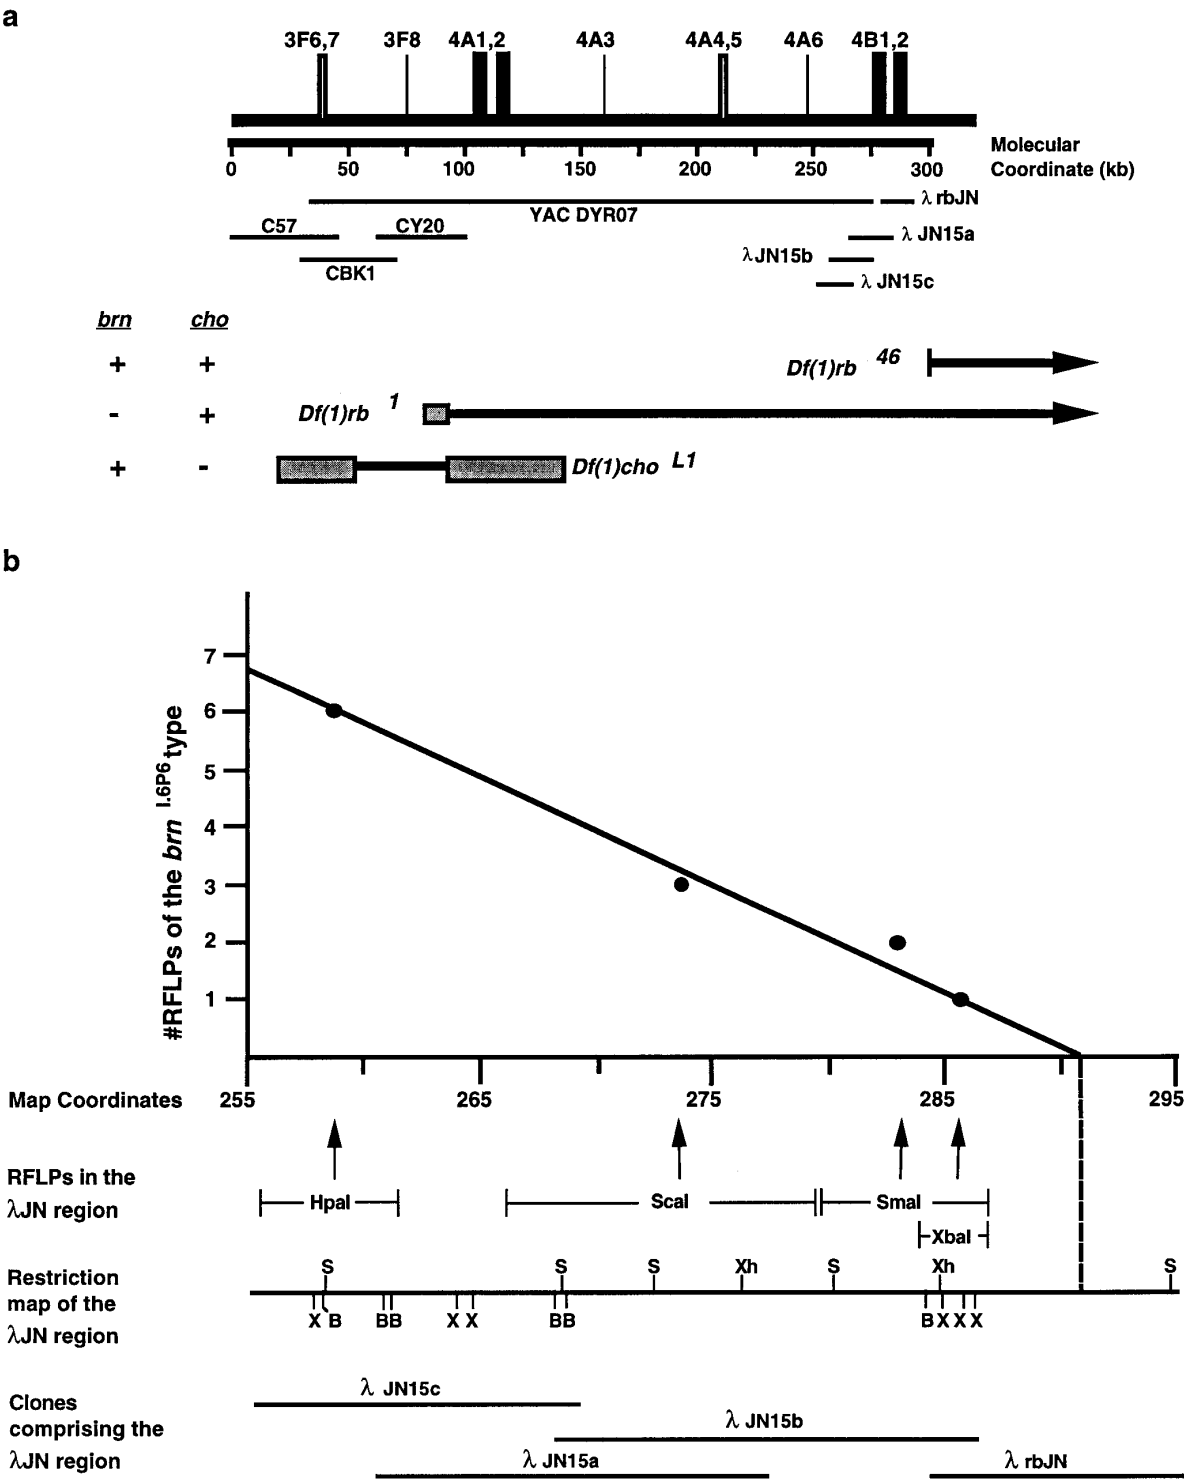 a
3F6,7 3F8 4A1,2 4A3 4A4,5 4A6 4B1,2
Molecular
Coordinate (kb)
0 50 100 150 200 250 300
λ rbJN
YAC DYR07
C57 CY20 λ JN15a
λJN15b
CBK1
λ JN15c
brn cho
+ + Df(1)rb 46
- + Df(1)rb 1
+ - Df(1)cho L1
b
#RFLPs of the brn l.6P6 type
7
6
5
4
3
2
1
Map Coordinates 255 265 275 285 295
RFLPs in the
λJN region
HpaI ScaI SmaI
XbaI
Restriction
map of the
λJN region
S S S Xh S Xh S
X B BB X X BB B X X X
Clones
comprising the
λJN region
λ JN15c
λ JN15b
λ JN15a λ rbJN